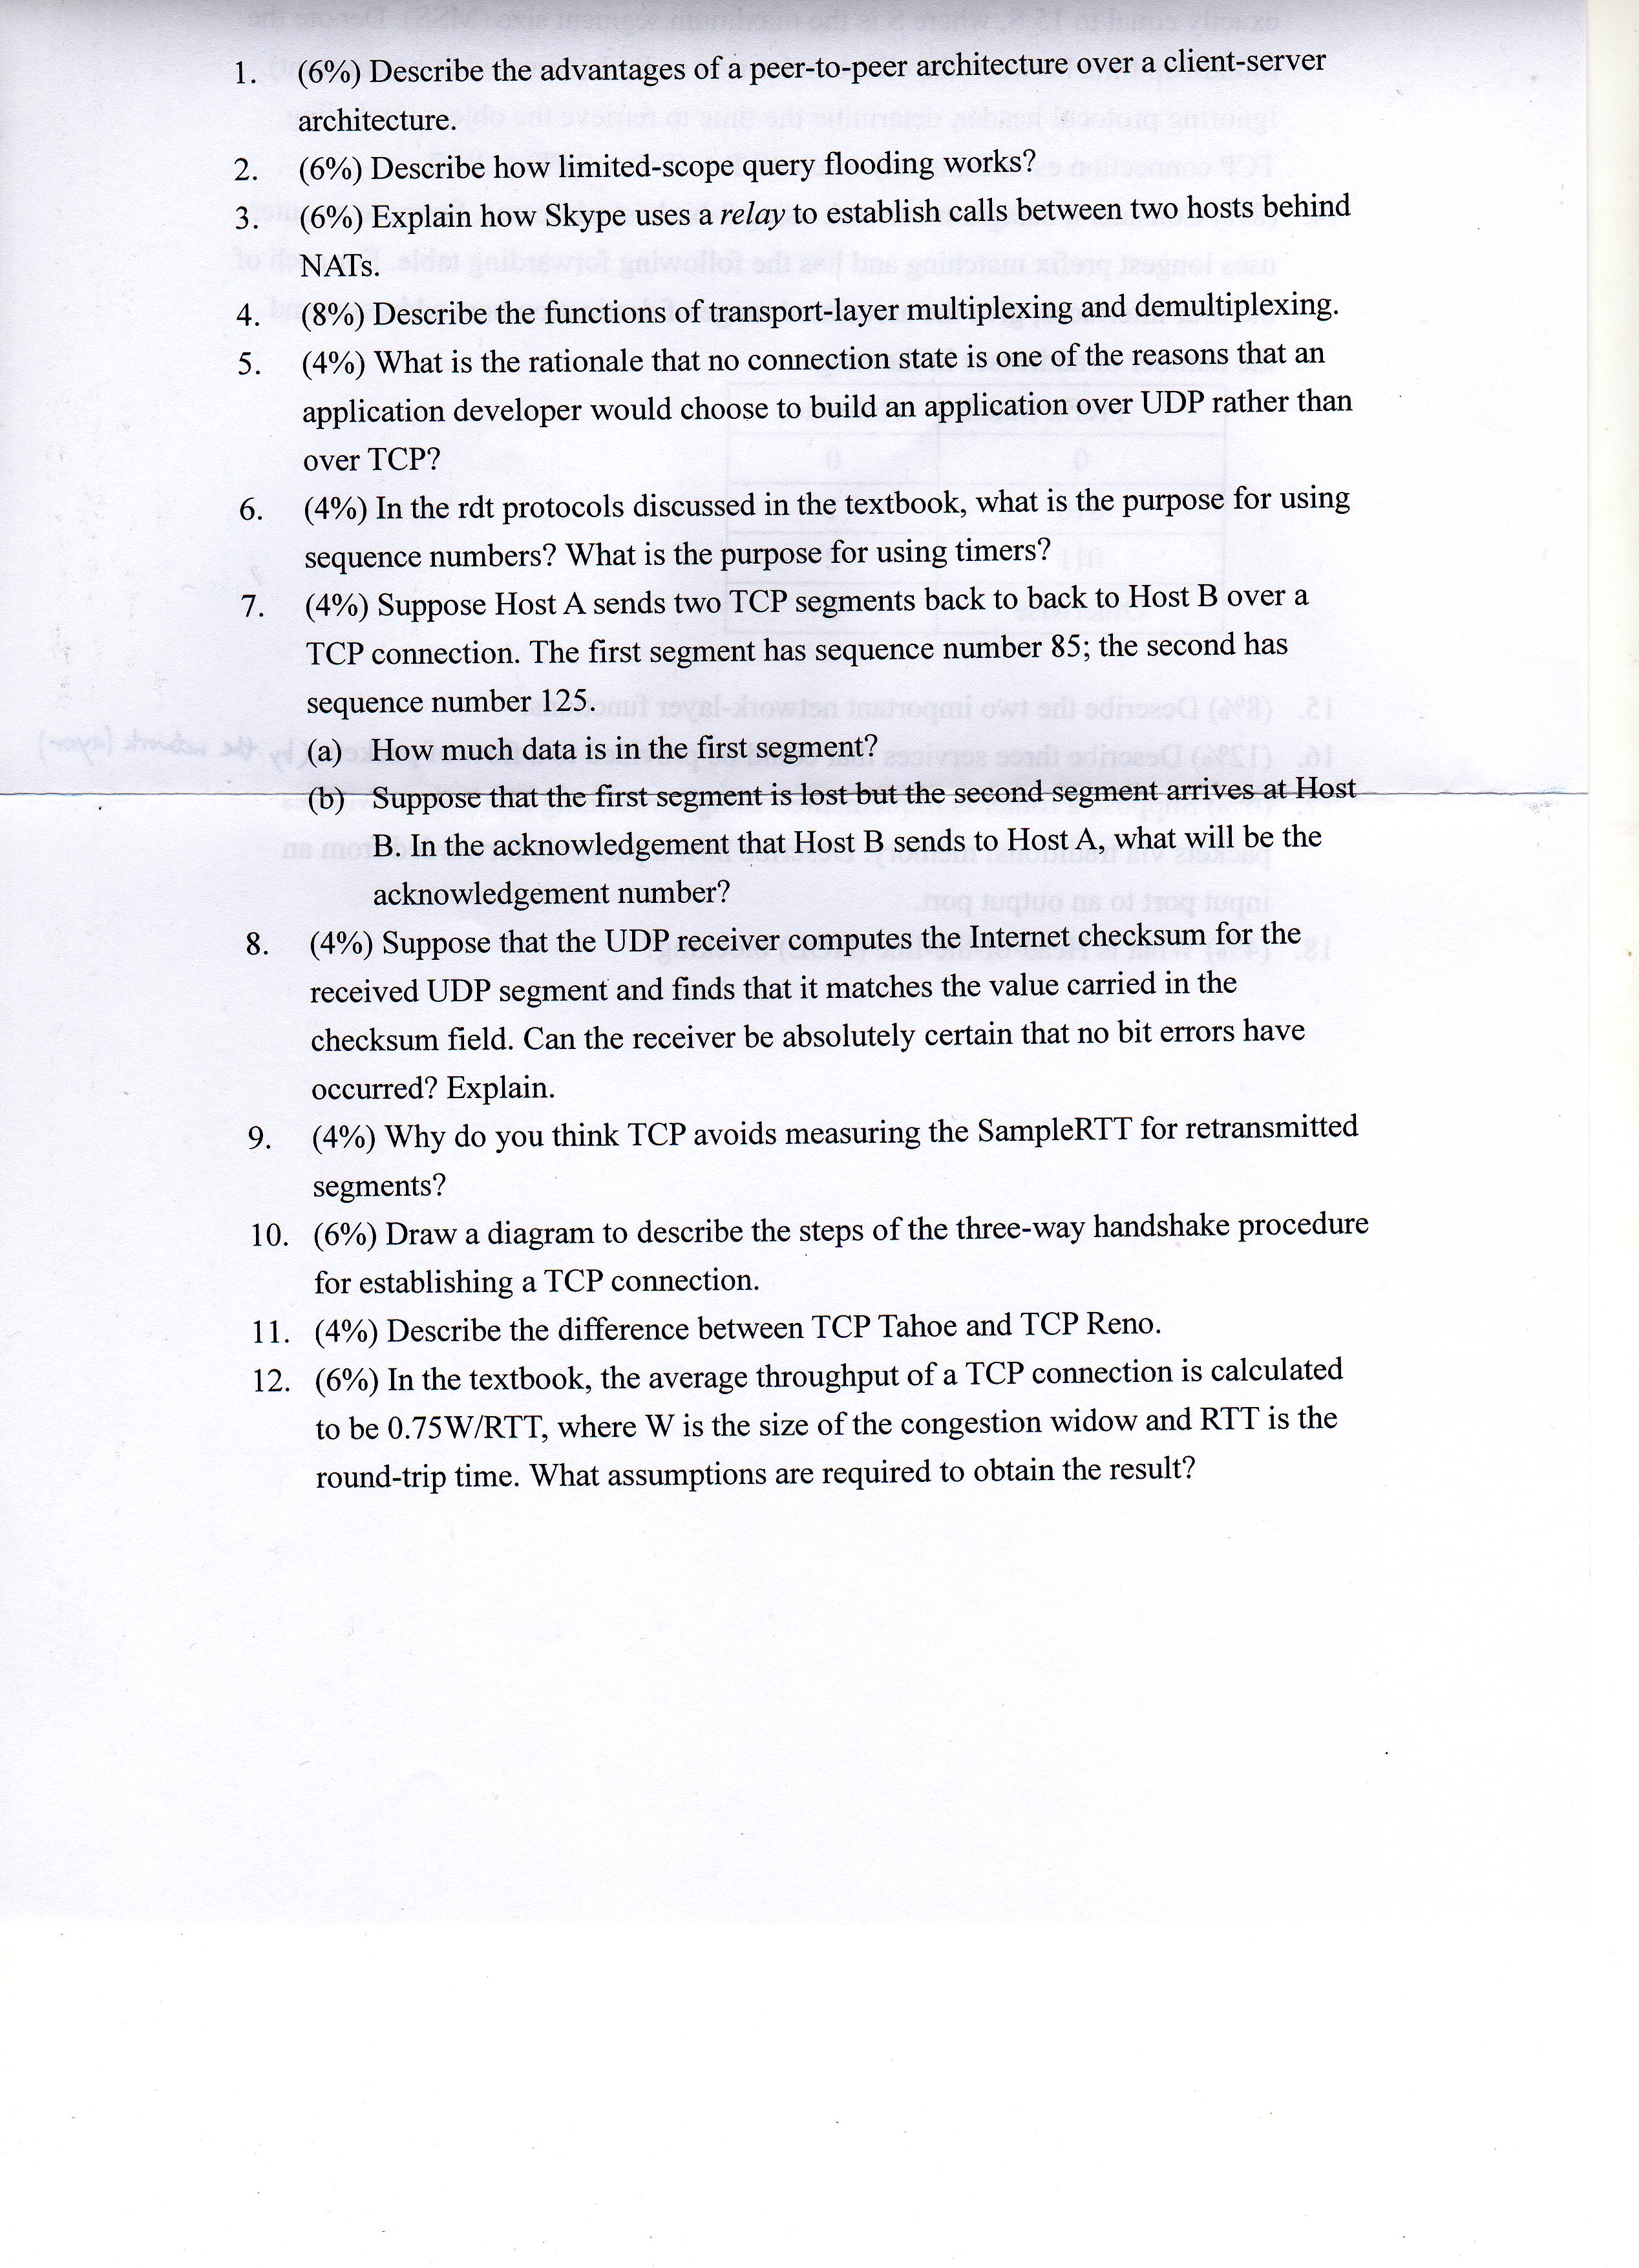 1. (6%) Describe the advantages of a peer-to-peer architecture over a client-server
architecture.
2. (6%) Describe how limited-scope query flooding works?
3. (6%) Explain how Skype uses a relay to establish calls between two hosts behind
NATs.
4. (8%) Describe the functions of transport-layer multiplexing and demultiplexing.
5. (4%) What is the rationale that no connection state is one of the reasons that an
application developer would choose to build an application over UDP rather than
over TCP?
6. (4%) In the rdt protocols discussed in the textbook, what is the purpose for using
sequence numbers? What is the purpose for using timers?
7. (4%) Suppose Host A sends two TCP segments back to back to Host B over a
TCP connection. The first segment has sequence number 85; the second has
sequence number 125.
(a) How much data is in the first segment?
(b) Suppose that the first segment is lost but the second segment arrives at Host
B. In the acknowledgement that Host B sends to Host A, what will be the
acknowledgement number?
8. (4%) Suppose that the UDP receiver computes the Internet checksum for the
received UDP segment and finds that it matches the value carried in the
checksum field. Can the receiver be absolutely certain that no bit errors have
occurred? Explain.
9. (4%) Why do you think TCP avoids measuring the SampleRTT for retransmitted
segments?
10. (6%) Draw a diagram to describe the steps of the three-way handshake procedure
for establishing a TCP connection.
11. (4%) Describe the difference between TCP Tahoe and TCP Reno.
12. (6%) In the textbook, the average throughput of a TCP connection is calculated
to be 0.75W/RTT, where W is the size of the congestion widow and RTT is the
round-trip time. What assumptions are required to obtain the result?